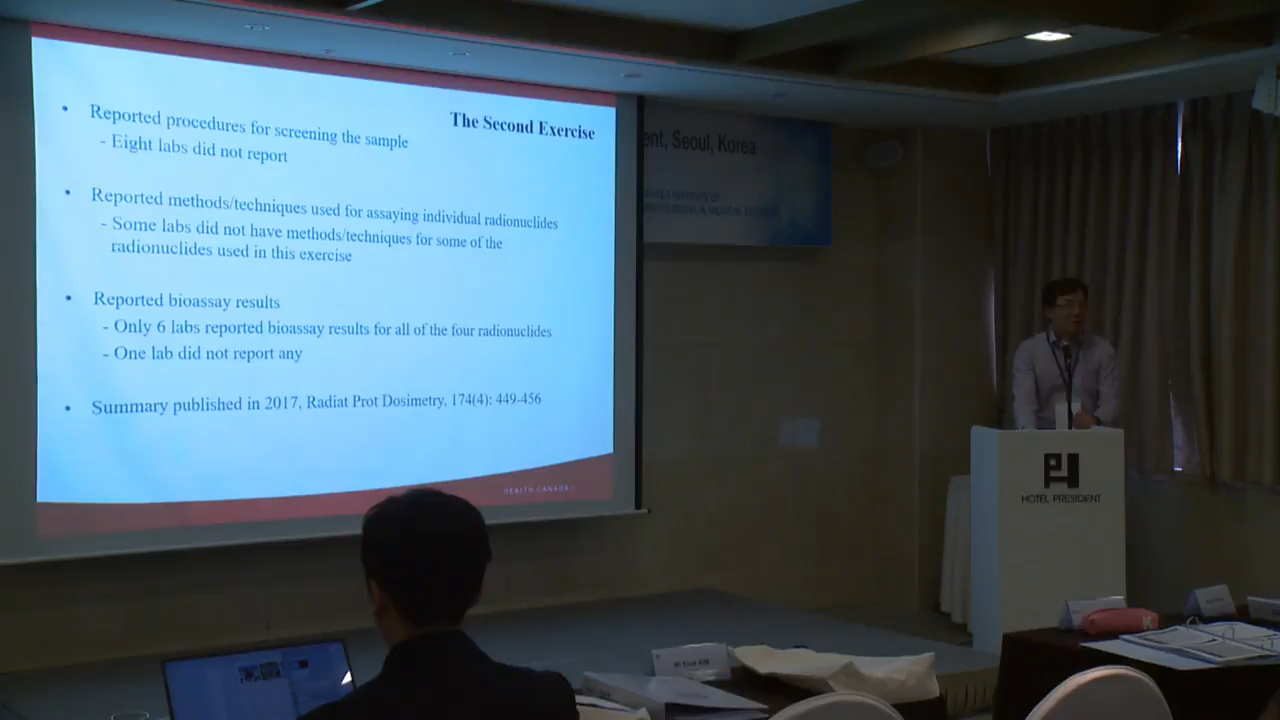 The Second Exercise
• Reported procedures for screening the sample
- Eight labs did not report
• Reported methods/techniques used for assaying individual radionuclides
- Some labs did not have methods/techniques for some of the
radionuclides used in this exercise
• Reported bioassay results
- Only 6 labs reported bioassay results for all of the four radionuclides
- One lab did not report any
• Summary published in 2017, Radiat Prot Dosimetry, 174(4): 449-456
HEALTH CANADA
ent, Seoul, Korea
HOTEL PRESIDENT